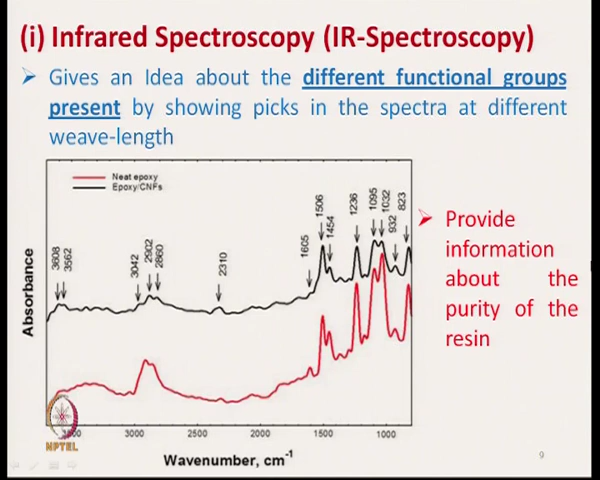 (i) Infrared Spectroscopy (IR-Spectroscopy)
➢ Gives an Idea about the different functional groups
present by showing picks in the spectra at different
weave-length
Neat epoxy
Epoxy/CNFs
3608
3562
3042
2902
2860
2310
1605
1506
1454
1236
1095
1032
932
823
Absorbance
3000
2500
2000
1500
1000
Wavenumber, cm-1
➢ Provide
information
about the
purity of the
resin
NPTEL
9